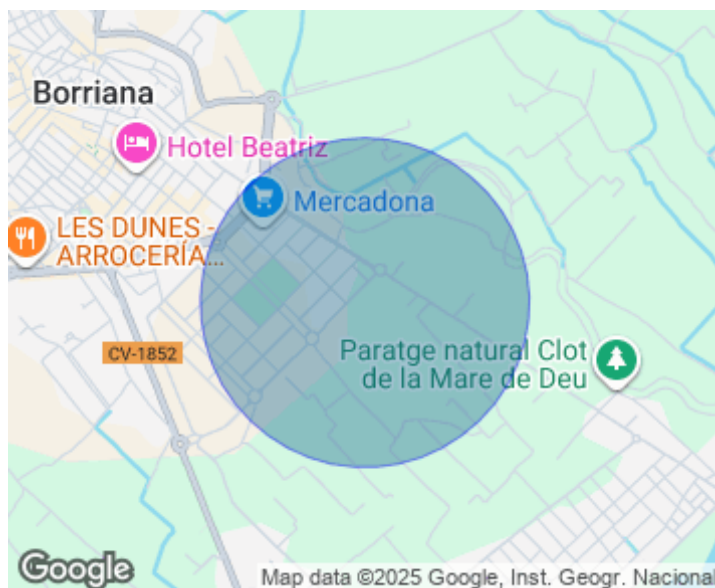 Borriana
Hotel Beatriz
Mercadona
LES DUNES -
ARROCERÍA...
CV-1852
Paratge natural Clot
de la Mare de Deu
Google
Map data ©2025 Google, Inst. Geogr. Nacional